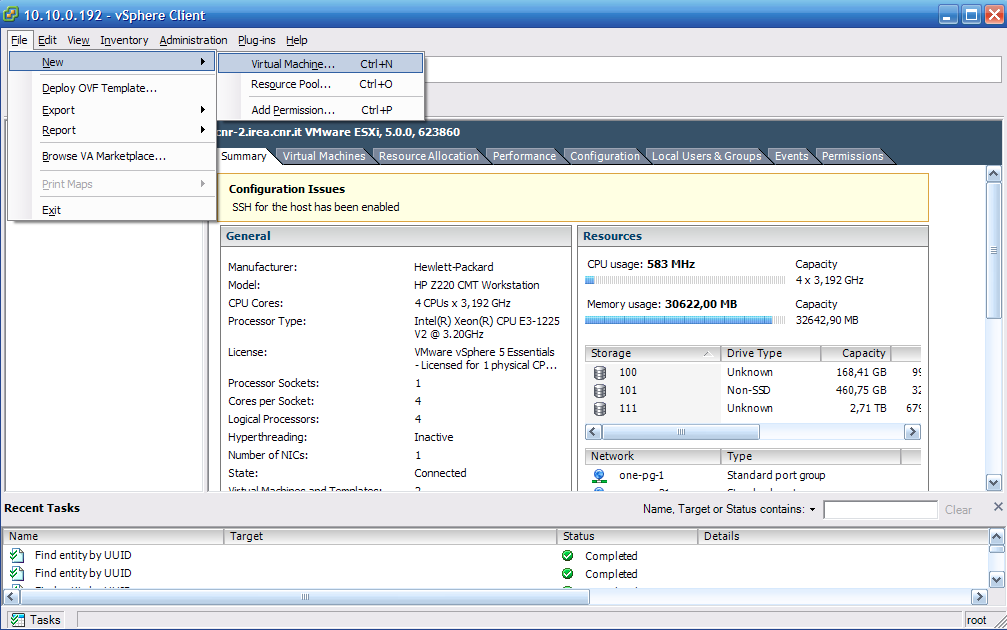 10.10.0.192 - vSphere Client
File Edit View Inventory Administration Plug-ins Help
New
Deploy OVF Template...
Export
Report
Browse VA Marketplace...
Print Maps
Exit
Virtual Machine... Ctrl+N
Resource Pool... Ctrl+O
Add Permission... Ctrl+P
cnr-2.irea.cnr.it VMware ESXi, 5.0.0, 623860
Summary Virtual Machines Resource Allocation Performance Configuration Local Users & Groups Events Permissions
Configuration Issues
SSH for the host has been enabled
General
Manufacturer: Hewlett-Packard
Model: HP Z220 CMT Workstation
CPU Cores: 4 CPUs x 3,192 GHz
Processor Type: Intel(R) Xeon(R) CPU E3-1225
V2 @ 3.20GHz
License: VMware vSphere 5 Essentials
- Licensed for 1 physical CP...
Processor Sockets: 1
Cores per Socket: 4
Logical Processors: 4
Hyperthreading: Inactive
Number of NICs: 1
State: Connected
Virtual Machines and Templates: 2
Resources
CPU usage: 583 MHz Capacity
4 x 3,192 GHz
Memory usage: 30622,00 MB Capacity
32642,90 MB
Storage Drive Type Capacity
100 Unknown 168,41 GB 99
101 Non-SSD 460,75 GB 32
111 Unknown 2,71 TB 679
Network Type
one-pg-1 Standard port group
Recent Tasks
Name, Target or Status contains: Clear
Name Target Status Details
Find entity by UUID Completed
Find entity by UUID Completed
Tasks root